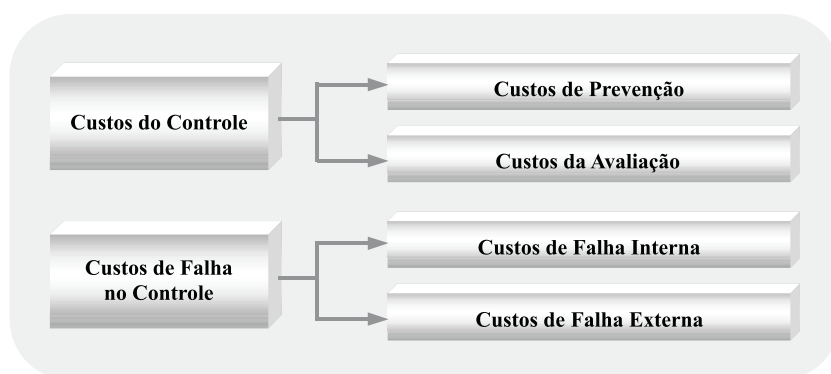 Custos do Controle
Custos de Prevenção
Custos da Avaliação
Custos de Falha
no Controle
Custos de Falha Interna
Custos de Falha Externa